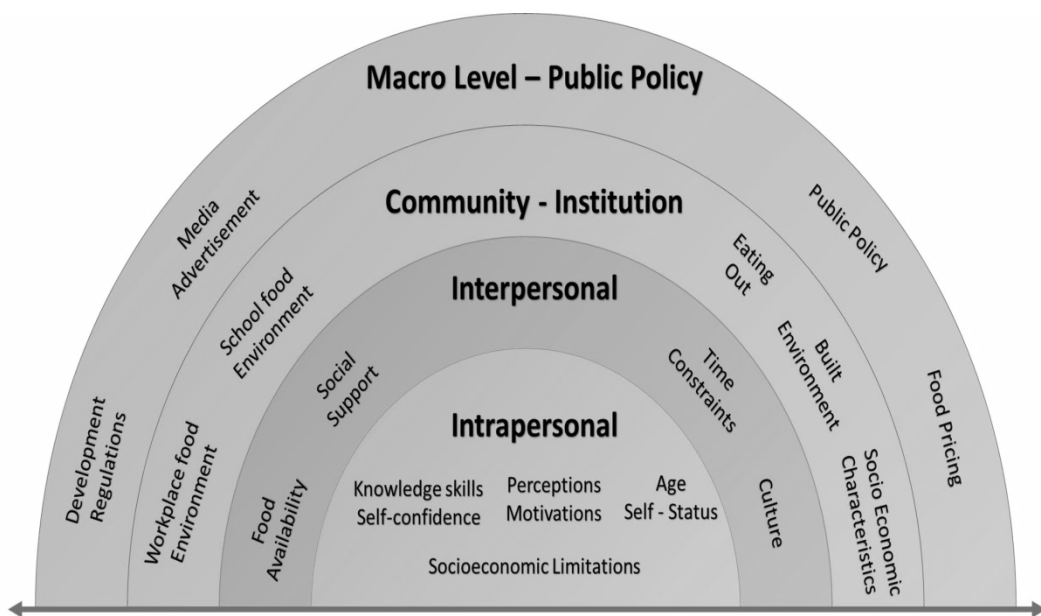 Macro Level – Public Policy
Media
Advertisement
Development
Regulations
Public Policy
Food Pricing
Community - Institution
School food
Environment
Workplace food
Environment
Eating
Out
Built
Environment
Socio Economic
Characteristics
Interpersonal
Social
Support
Food
Availability
Time
Constraints
Culture
Intrapersonal
Knowledge skills
Self-confidence
Perceptions
Motivations
Age
Self - Status
Socioeconomic Limitations